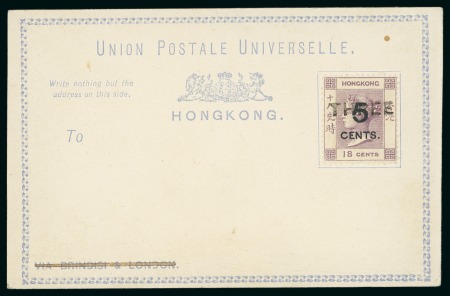 UNION POSTALE UNIVERSELLE.
Write nothing but the
address on this side.
HONGKONG.
To
HONGKONG
THREE
5
CENTS.
18 CENTS
VIA BRINDISI & LONDON.